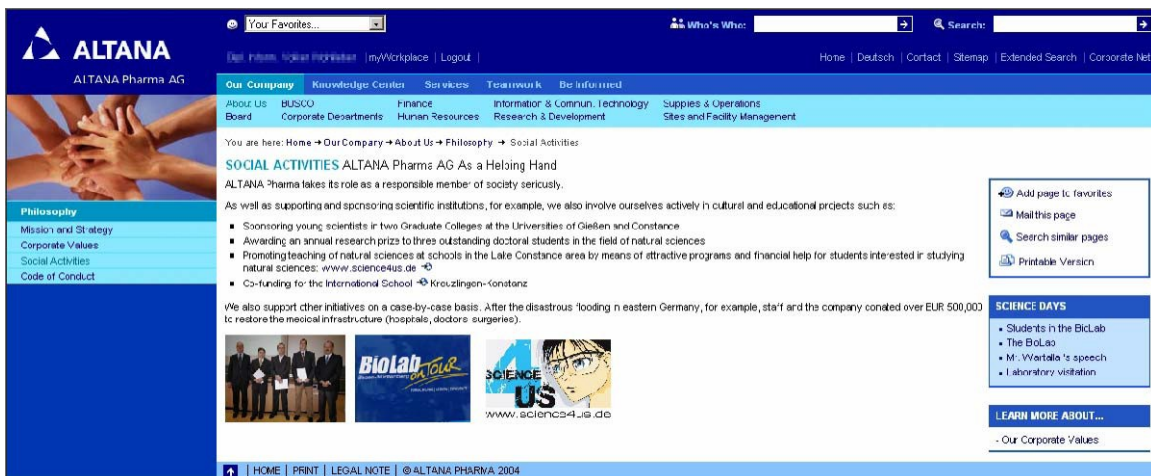 Your Favorites...
Who's Who:
Search:
ALTANA
ALTANA Pharma AG
myWorkplace | Logout |
Home | Deutsch | Contact | Sitemap | Extended Search | Corporate Net
Our Company Knowledge Center Services Teamwork Be Informed
About Us BUSCO Finance Information & Commun. Technology Supplies & Operations
Board Corporate Departments Human Resources Research & Development Sites and Facility Management
You are here: Home → Our Company → About Us → Philosophy → Social Activities
SOCIAL ACTIVITIES ALTANA Pharma AG As a Helping Hand
ALTANA Pharma takes its role as a responsible member of society seriously.
As well as supporting and sponsoring scientific institutions, for example, we also involve ourselves actively in cultural and educational projects such as:
▪ Sponsoring young scientists in two Graduate Colleges at the Universities of Gießen and Constance
▪ Awarding an annual research prize to three outstanding doctoral students in the field of natural sciences
▪ Promoting teaching of natural sciences at schools in the Lake Constance area by means of attractive programs and financial help for students interested in studying
natural sciences: www.science4us.de
▪ Co-funding for the International School Kreuzlingen-Konstanz
We also support other initiatives on a case-by-case basis. After the disastrous flooding in eastern Germany, for example, staff and the company donated over EUR 500,000
to restore the medical infrastructure (hospitals, doctors surgeries).
Philosophy
Mission and Strategy
Corporate Values
Social Activities
Code of Conduct
BIOLab on TOUR
4
SCIENCE
US
www.science4us.de
Add page to favorites
Mail this page
Search similar pages
Printable Version
SCIENCE DAYS
▪ Students in the BioLab
▪ The BioLab
▪ Mr. Wartalla 's speech
▪ Laboratory visitation
LEARN MORE ABOUT...
- Our Corporate Values
| HOME | PRINT | LEGAL NOTE | © ALTANA PHARMA 2004